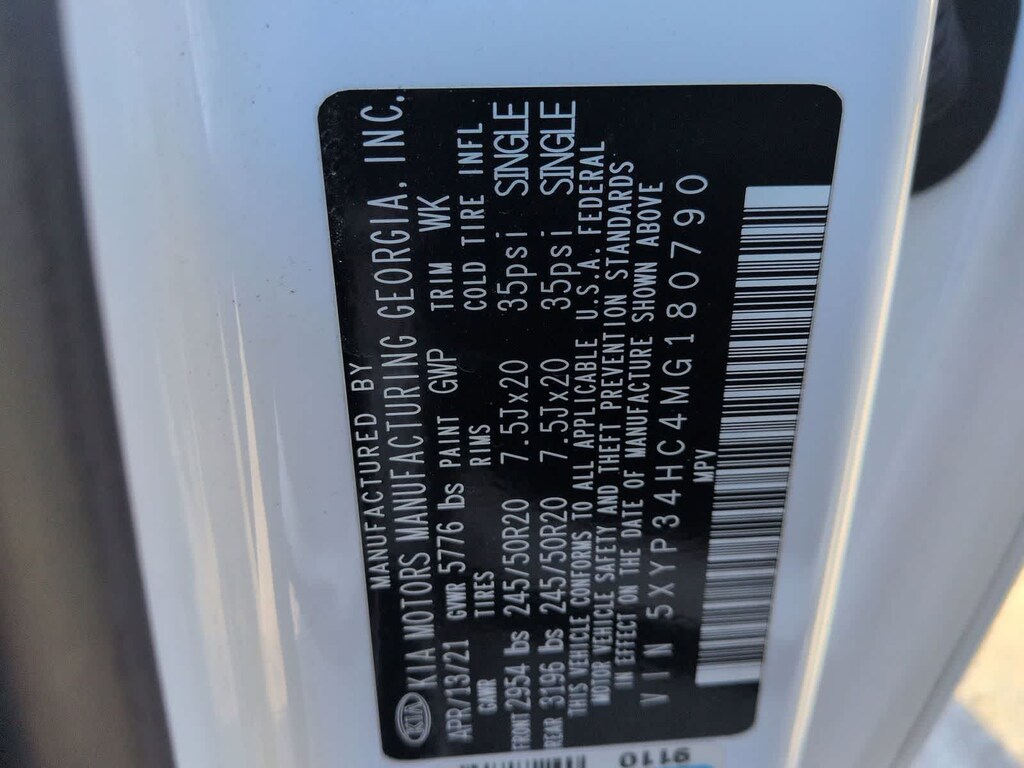 MANUFACTURED BY
KIA KIA MOTORS MANUFACTURING GEORGIA, INC.
APR/13/21 GVWR 5776 lbs PAINT GWP TRIM WK
GAWR TIRES RIMS COLD TIRE INFL
FRONT 2954 lbs 245/50R20 7.5Jx20 35psi SINGLE
REAR 3196 lbs 245/50R20 7.5Jx20 35psi SINGLE
THIS VEHICLE CONFORMS TO ALL APPLICABLE U.S.A. FEDERAL
MOTOR VEHICLE SAFETY AND THEFT PREVENTION STANDARDS
IN EFFECT ON THE DATE OF MANUFACTURE SHOWN ABOVE
VIN 5XYP34HC4MG180790
MPV
9110